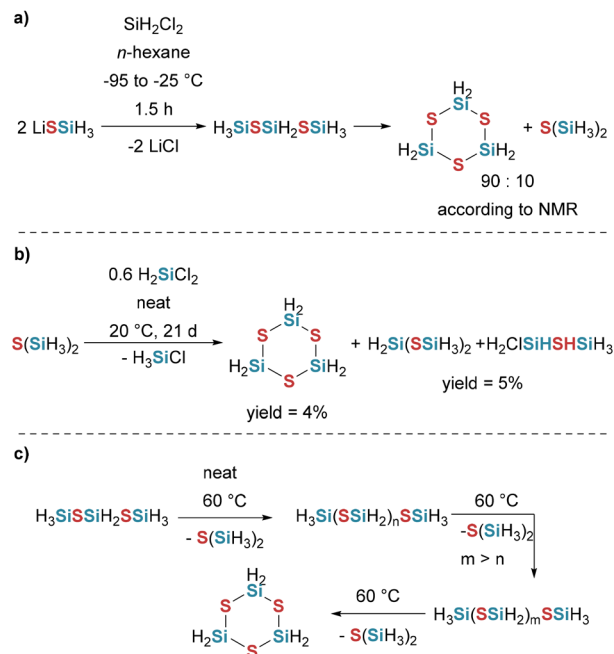 a)
SiH2Cl2
n-hexane
-95 to -25 °C
1.5 h
-2 LiCl
2 LiSSiH3
H3SiSSiH2SSiH3
H2
Si
S
S
H2Si
SiH2
S
+ S(SiH3)2
90 : 10
according to NMR
b)
0.6 H2SiCl2
neat
20 °C, 21 d
- H3SiCl
S(SiH3)2
H2
Si
S
S
H2Si
SiH2
S
+ H2Si(SSiH3)2 +H2ClSiHSHSiH3
yield = 4%
yield = 5%
c)
neat
60 °C
- S(SiH3)2
H3SiSSiH2SSiH3
H3Si(SSiH2)nSSiH3
60 °C
-S(SiH3)2
m > n
H3Si(SSiH2)mSSiH3
60 °C
- S(SiH3)2
H2
Si
S
S
H2Si
SiH2
S